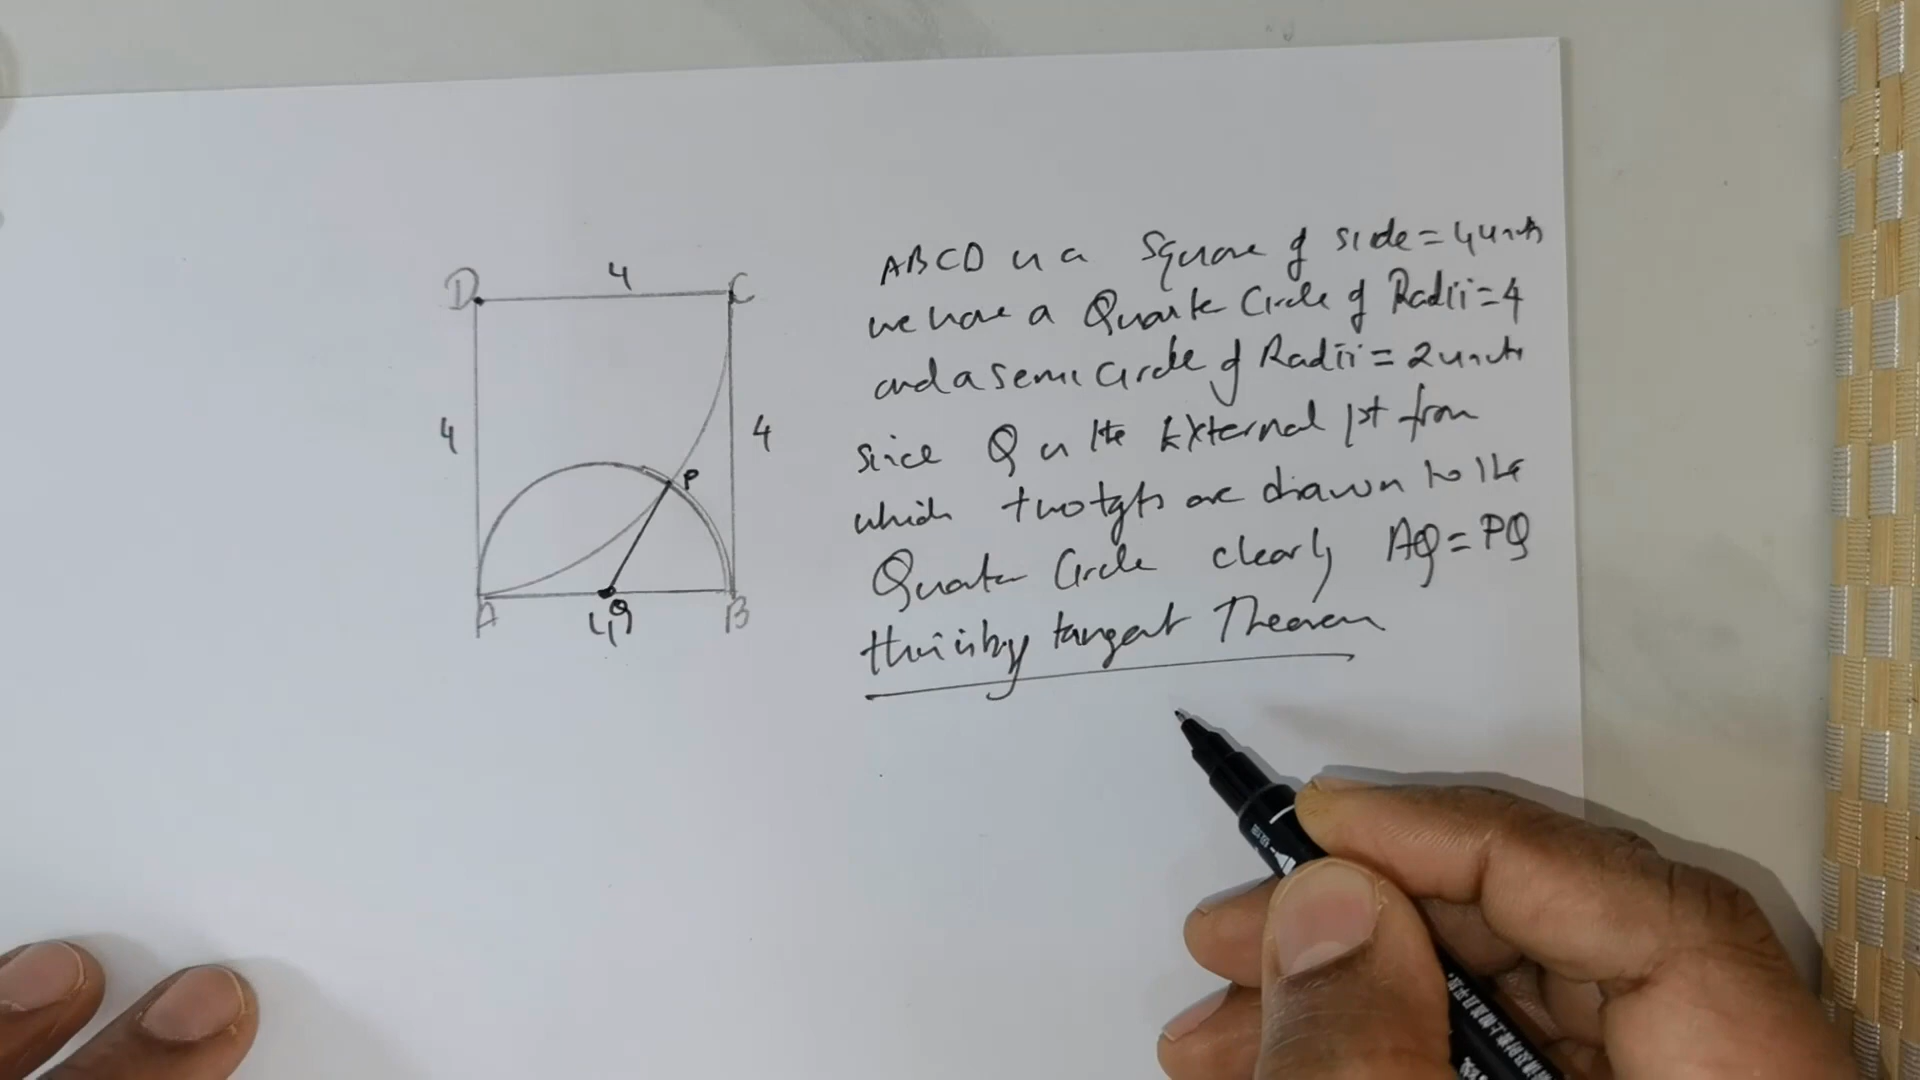 D
4
C
4
4
P
A
4
Q
B
ABCD is a Square of side = 4 units
we have a Quarter Circle of Radii = 4
and a semi circle of Radii = 2 units
since Q is the External pt from
which two tgts are drawn to the
Quarter Circle clearly AQ = PQ
this is by tangent Theorem